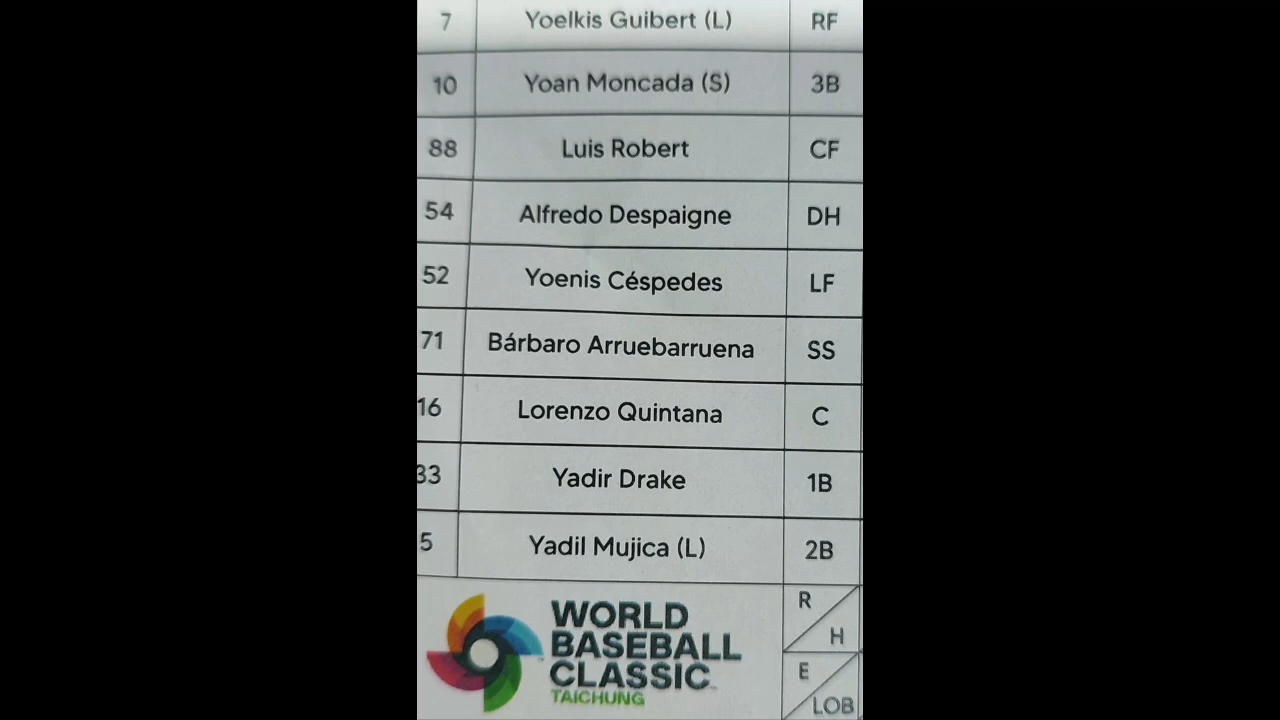 7 Yoelkis Guibert (L) RF
10 Yoan Moncada (S) 3B
88 Luis Robert CF
54 Alfredo Despaigne DH
52 Yoenis Céspedes LF
71 Bárbaro Arruebarruena SS
16 Lorenzo Quintana C
33 Yadir Drake 1B
5 Yadil Mujica (L) 2B
R
H
E
LOB
WORLD
BASEBALL
CLASSIC
TAICHUNG